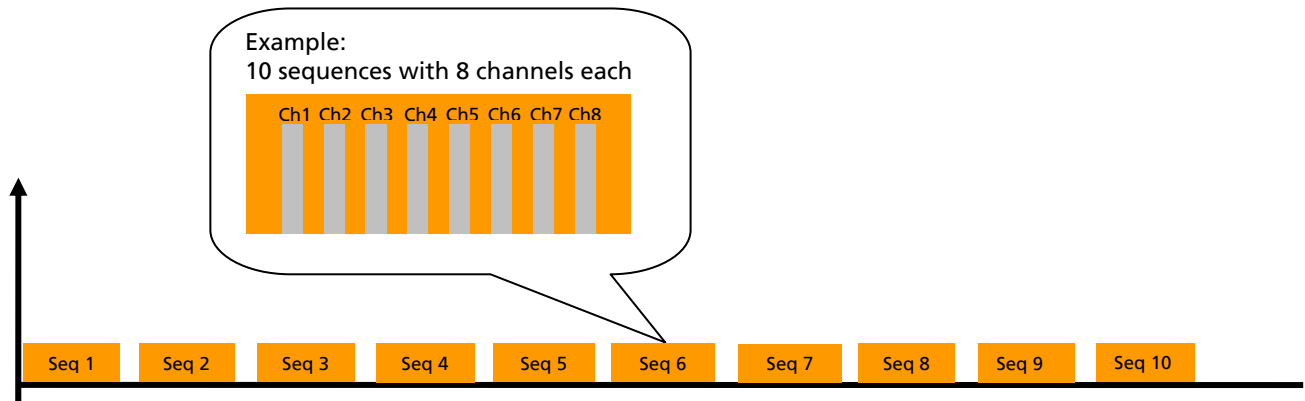 Example:
10 sequences with 8 channels each
Ch1 Ch2 Ch3 Ch4 Ch5 Ch6 Ch7 Ch8
Seq 1 Seq 2 Seq 3 Seq 4 Seq 5 Seq 6 Seq 7 Seq 8 Seq 9 Seq 10